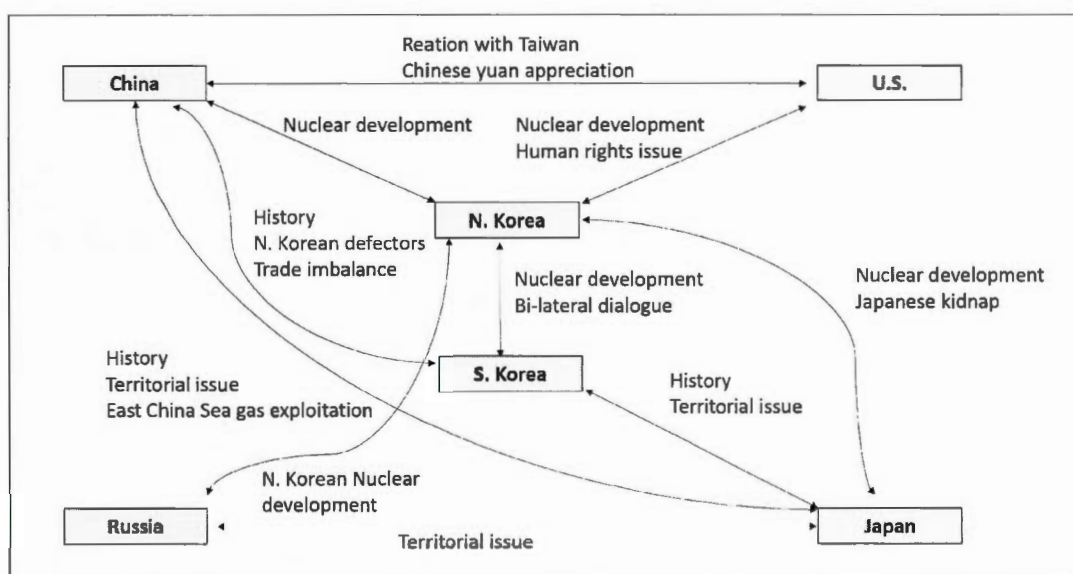 Reation with Taiwan
Chinese yuan appreciation
China
U.S.
Nuclear development
Nuclear development
Human rights issue
N. Korea
History
N. Korean defectors
Trade imbalance
Nuclear development
Bi-lateral dialogue
Nuclear development
Japanese kidnap
S. Korea
History
Territorial issue
East China Sea gas exploitation
History
Territorial issue
N. Korean Nuclear
development
Russia
Japan
Territorial issue